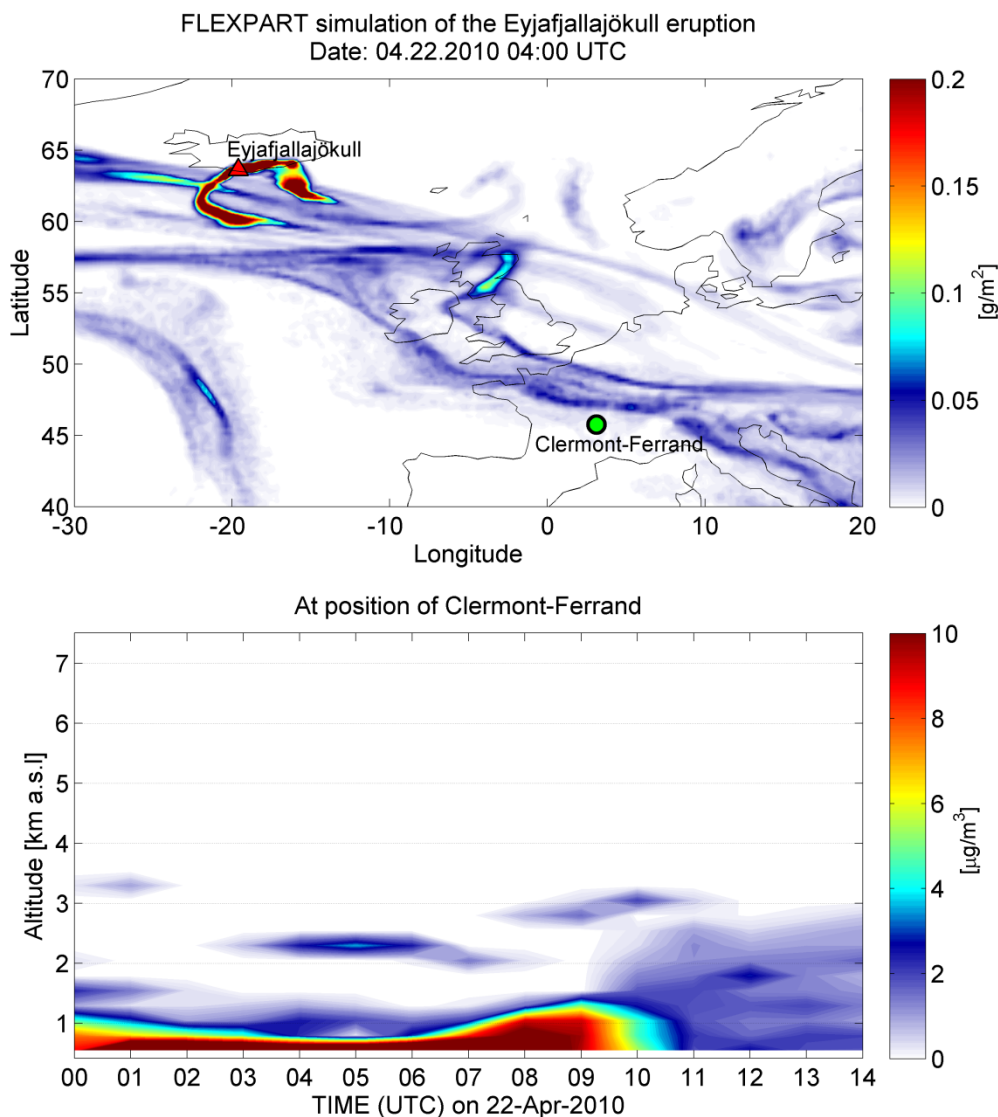 FLEXPART simulation of the Eyjafjallajökull eruption
Date: 04.22.2010 04:00 UTC
70
65
60
55
50
45
40
Latitude
Eyjafjallajökull
Clermont-Ferrand
-30
-20
-10
0
10
20
Longitude
0.2
0.15
0.1
0.05
0
[g/m²]
At position of Clermont-Ferrand
7
6
5
4
3
2
1
Altitude [km a.s.l]
00 01 02 03 04 05 06 07 08 09 10 11 12 13 14
TIME (UTC) on 22-Apr-2010
10
8
6
4
2
0
[µg/m³]